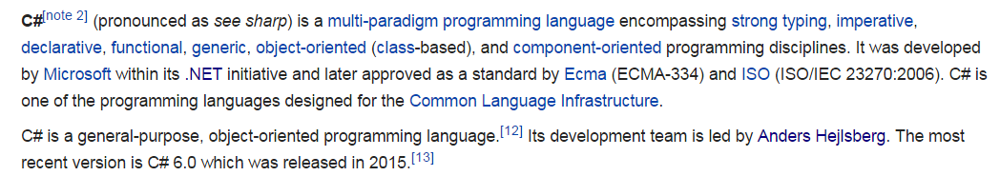 C#[note 2] (pronounced as see sharp) is a multi-paradigm programming language encompassing strong typing, imperative,
declarative, functional, generic, object-oriented (class-based), and component-oriented programming disciplines. It was developed
by Microsoft within its .NET initiative and later approved as a standard by Ecma (ECMA-334) and ISO (ISO/IEC 23270:2006). C# is
one of the programming languages designed for the Common Language Infrastructure.
C# is a general-purpose, object-oriented programming language.[12] Its development team is led by Anders Hejlsberg. The most
recent version is C# 6.0 which was released in 2015.[13]